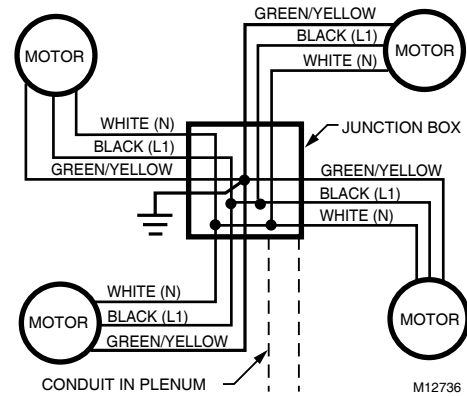 GREEN/YELLOW
BLACK (L1)
WHITE (N)
MOTOR
MOTOR
WHITE (N)
BLACK (L1)
GREEN/YELLOW
JUNCTION BOX
GREEN/YELLOW
BLACK (L1)
WHITE (N)
WHITE (N)
BLACK (L1)
GREEN/YELLOW
MOTOR
MOTOR
CONDUIT IN PLENUM
M12736